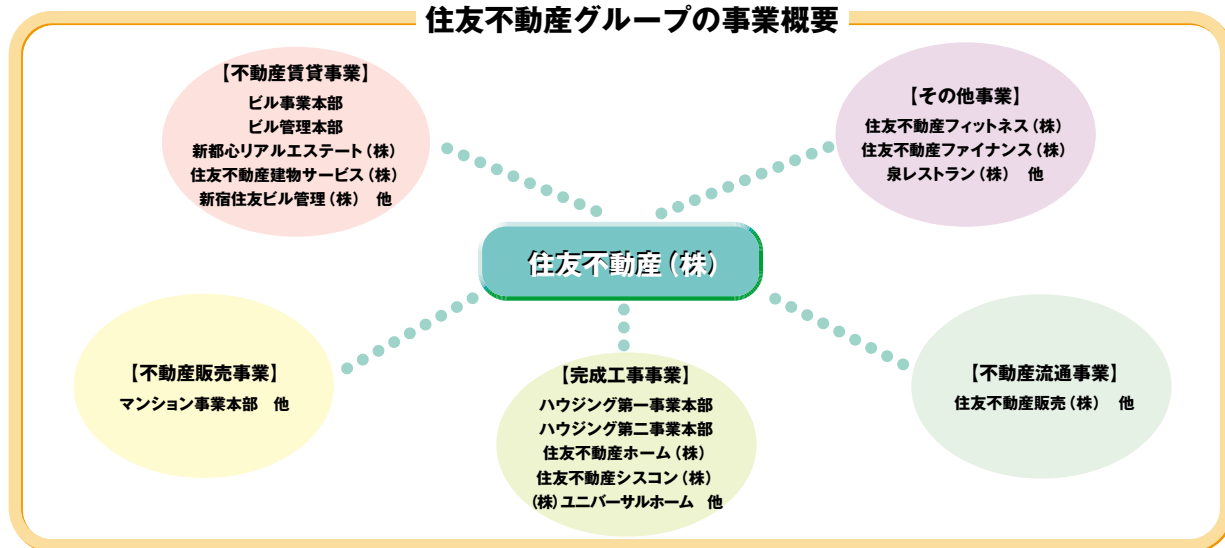 住友不動産グループの事業概要
【不動産賃貸事業】
ビル事業本部
ビル管理本部
新都心リアルエステート(株)
住友不動産建物サービス(株)
新宿住友ビル管理(株) 他
【その他事業】
住友不動産フィットネス(株)
住友不動産ファイナンス(株)
泉レストラン(株) 他
住友不動産(株)
【不動産販売事業】
マンション事業本部 他
【完成工事事業】
ハウジング第一事業本部
ハウジング第二事業本部
住友不動産ホーム(株)
住友不動産シスコン(株)
(株)ユニバーサルホーム 他
【不動産流通事業】
住友不動産販売(株) 他